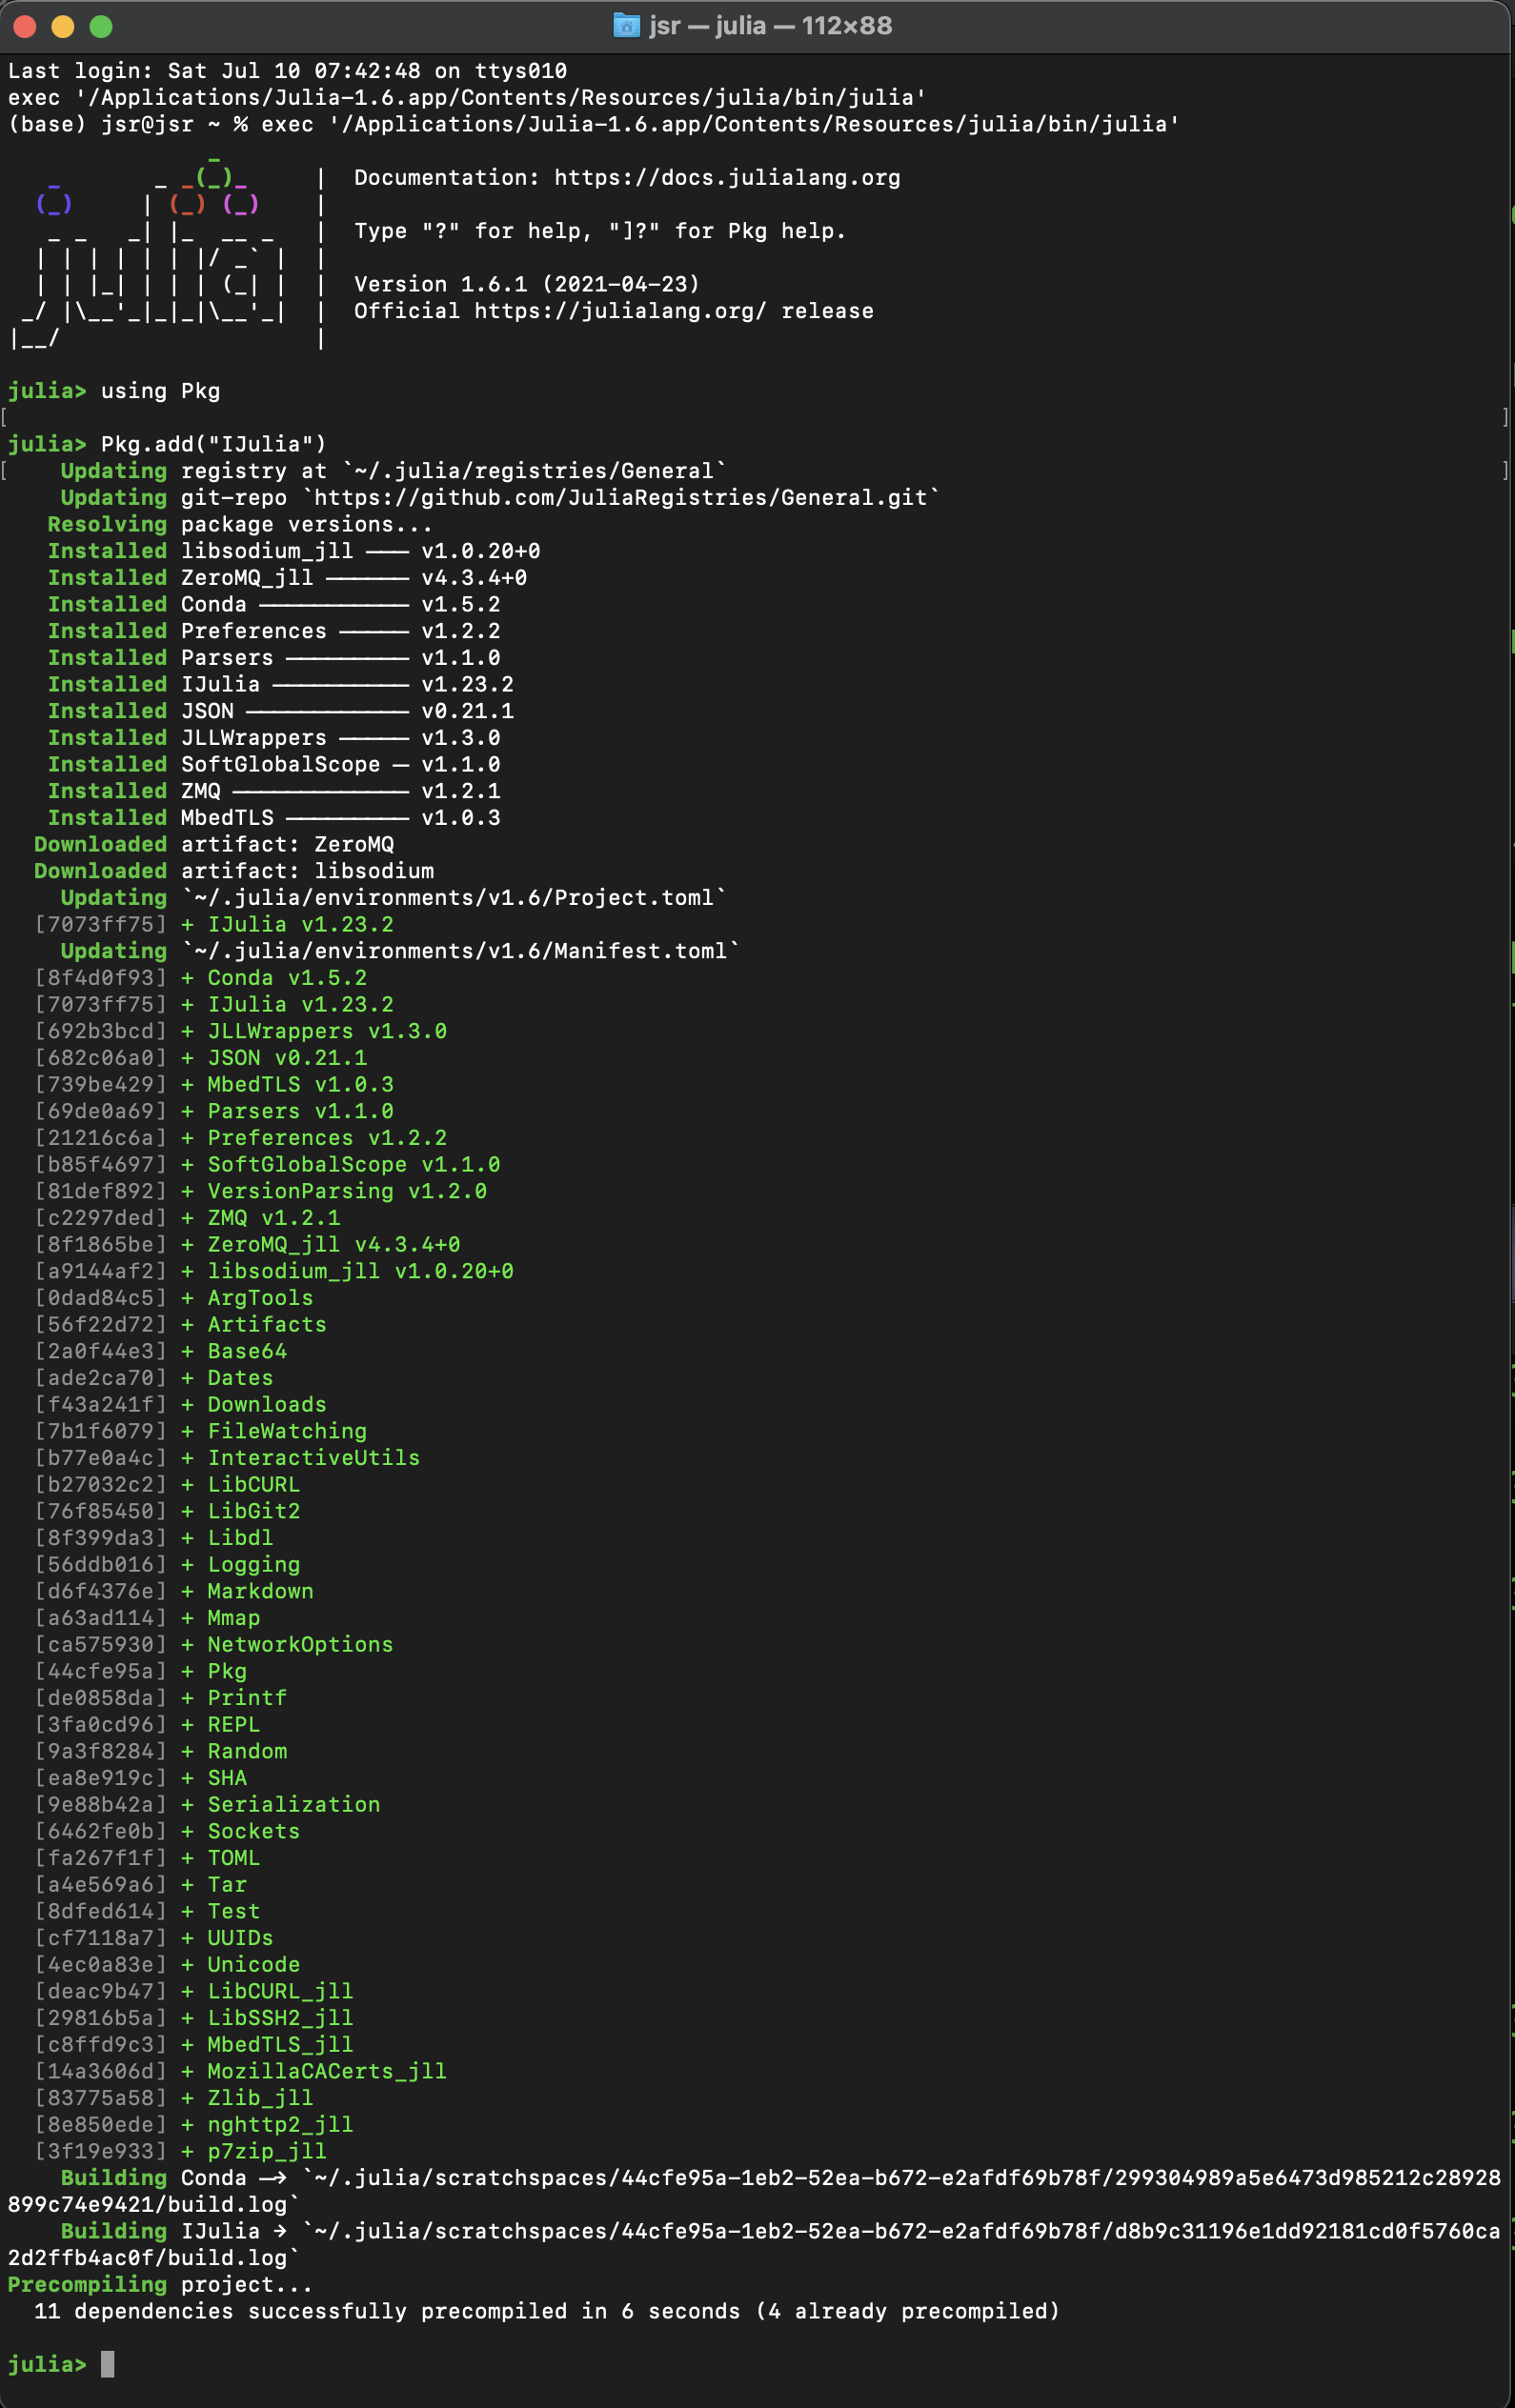 jsr — julia — 112×88
Last login: Sat Jul 10 07:42:48 on ttys010
exec '/Applications/Julia-1.6.app/Contents/Resources/julia/bin/julia'
(base) jsr@jsr ~ % exec '/Applications/Julia-1.6.app/Contents/Resources/julia/bin/julia'
               _
   _       _ _(_)_     |  Documentation: https://docs.julialang.org
  (_)     | (_) (_)    |
   _ _   _| |_  __ _   |  Type "?" for help, "]?" for Pkg help.
  | | | | | | |/ _` |  |
  | | |_| | | | (_| |  |  Version 1.6.1 (2021-04-23)
 _/ |\__'_|_|_|\__'_|  |  Official https://julialang.org/ release
|__/                   |
julia> using Pkg
[ ]
julia> Pkg.add("IJulia")
[    Updating registry at `~/.julia/registries/General` ]
    Updating git-repo `https://github.com/JuliaRegistries/General.git`
   Resolving package versions...
   Installed libsodium_jll ─── v1.0.20+0
   Installed ZeroMQ_jll ────── v4.3.4+0
   Installed Conda ─────────── v1.5.2
   Installed Preferences ───── v1.2.2
   Installed Parsers ───────── v1.1.0
   Installed IJulia ────────── v1.23.2
   Installed JSON ──────────── v0.21.1
   Installed JLLWrappers ───── v1.3.0
   Installed SoftGlobalScope ─ v1.1.0
   Installed ZMQ ───────────── v1.2.1
   Installed MbedTLS ───────── v1.0.3
  Downloaded artifact: ZeroMQ
  Downloaded artifact: libsodium
    Updating `~/.julia/environments/v1.6/Project.toml`
  [7073ff75] + IJulia v1.23.2
    Updating `~/.julia/environments/v1.6/Manifest.toml`
  [8f4d0f93] + Conda v1.5.2
  [7073ff75] + IJulia v1.23.2
  [692b3bcd] + JLLWrappers v1.3.0
  [682c06a0] + JSON v0.21.1
  [739be429] + MbedTLS v1.0.3
  [69de0a69] + Parsers v1.1.0
  [21216c6a] + Preferences v1.2.2
  [b85f4697] + SoftGlobalScope v1.1.0
  [81def892] + VersionParsing v1.2.0
  [c2297ded] + ZMQ v1.2.1
  [8f1865be] + ZeroMQ_jll v4.3.4+0
  [a9144af2] + libsodium_jll v1.0.20+0
  [0dad84c5] + ArgTools
  [56f22d72] + Artifacts
  [2a0f44e3] + Base64
  [ade2ca70] + Dates
  [f43a241f] + Downloads
  [7b1f6079] + FileWatching
  [b77e0a4c] + InteractiveUtils
  [b27032c2] + LibCURL
  [76f85450] + LibGit2
  [8f399da3] + Libdl
  [56ddb016] + Logging
  [d6f4376e] + Markdown
  [a63ad114] + Mmap
  [ca575930] + NetworkOptions
  [44cfe95a] + Pkg
  [de0858da] + Printf
  [3fa0cd96] + REPL
  [9a3f8284] + Random
  [ea8e919c] + SHA
  [9e88b42a] + Serialization
  [6462fe0b] + Sockets
  [fa267f1f] + TOML
  [a4e569a6] + Tar
  [8dfed614] + Test
  [cf7118a7] + UUIDs
  [4ec0a83e] + Unicode
  [deac9b47] + LibCURL_jll
  [29816b5a] + LibSSH2_jll
  [c8ffd9c3] + MbedTLS_jll
  [14a3606d] + MozillaCACerts_jll
  [83775a58] + Zlib_jll
  [8e850ede] + nghttp2_jll
  [3f19e933] + p7zip_jll
    Building Conda ─→ `~/.julia/scratchspaces/44cfe95a-1eb2-52ea-b672-e2afdf69b78f/299304989a5e6473d985212c28928
899c74e9421/build.log`
    Building IJulia → `~/.julia/scratchspaces/44cfe95a-1eb2-52ea-b672-e2afdf69b78f/d8b9c31196e1dd92181cd0f5760ca
2d2ffb4ac0f/build.log`
Precompiling project...
  11 dependencies successfully precompiled in 6 seconds (4 already precompiled)
julia>